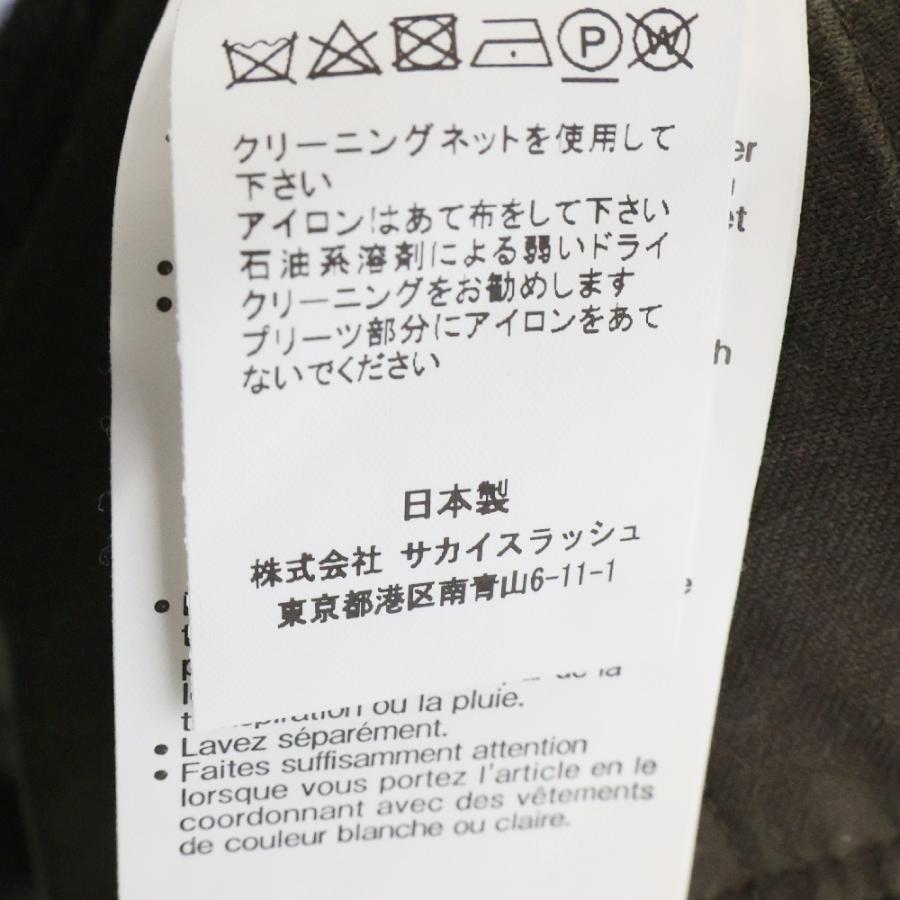 P
W
クリーニングネットを使用して
下さい
アイロンはあて布をして下さい
石油系溶剤による弱いドライ
クリーニングをお勧めします
プリーツ部分にアイロンをあて
ないでください
日本製
株式会社 サカイスラッシュ
東京都港区南青山6-11-1
ou la pluie.
• Lavez séparément.
• Faites suffisamment attention
lorsque vous portez l'article en le
coordonnant avec des vêtements
de couleur blanche ou claire.